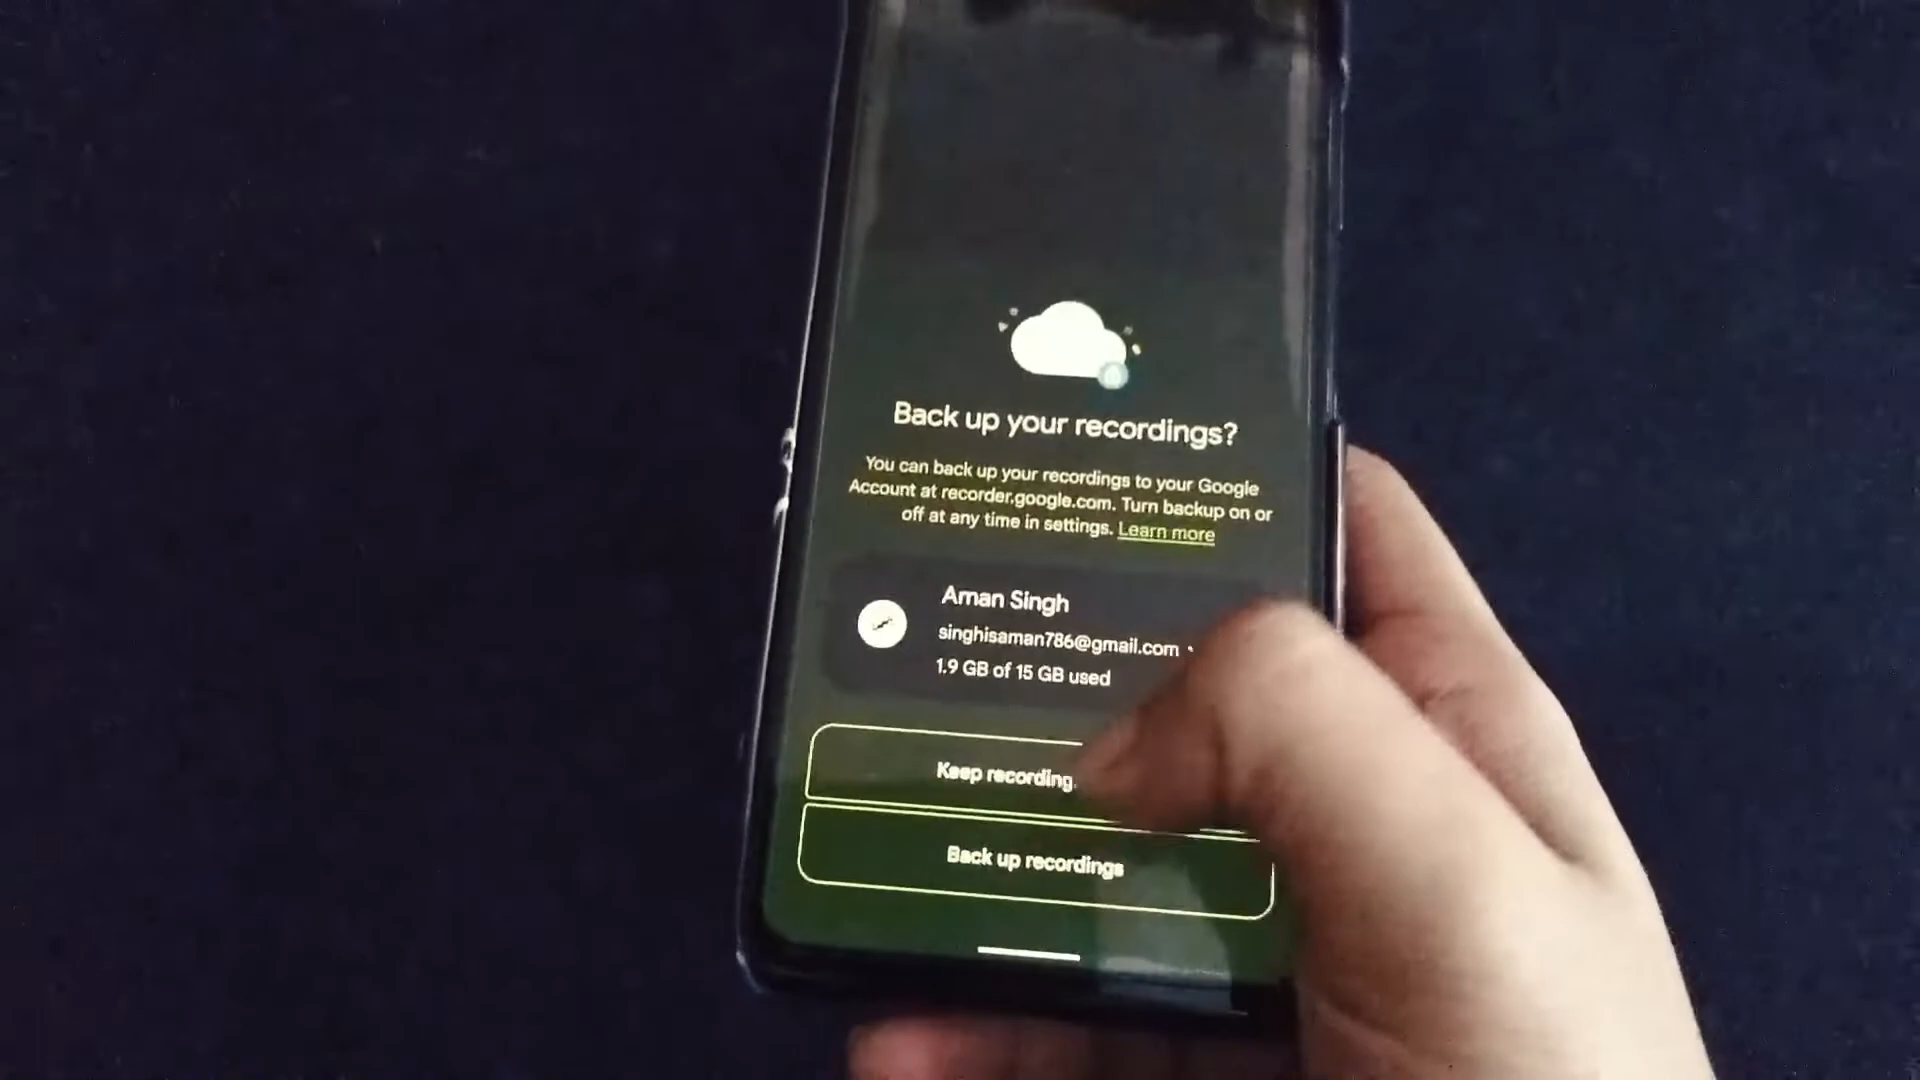 Back up your recordings?
You can back up your recordings to your Google
Account at recorder.google.com. Turn backup on or
off at any time in settings. Learn more
Aman Singh
singhisaman786@gmail.com
1.9 GB of 15 GB used
Keep recording
Back up recordings